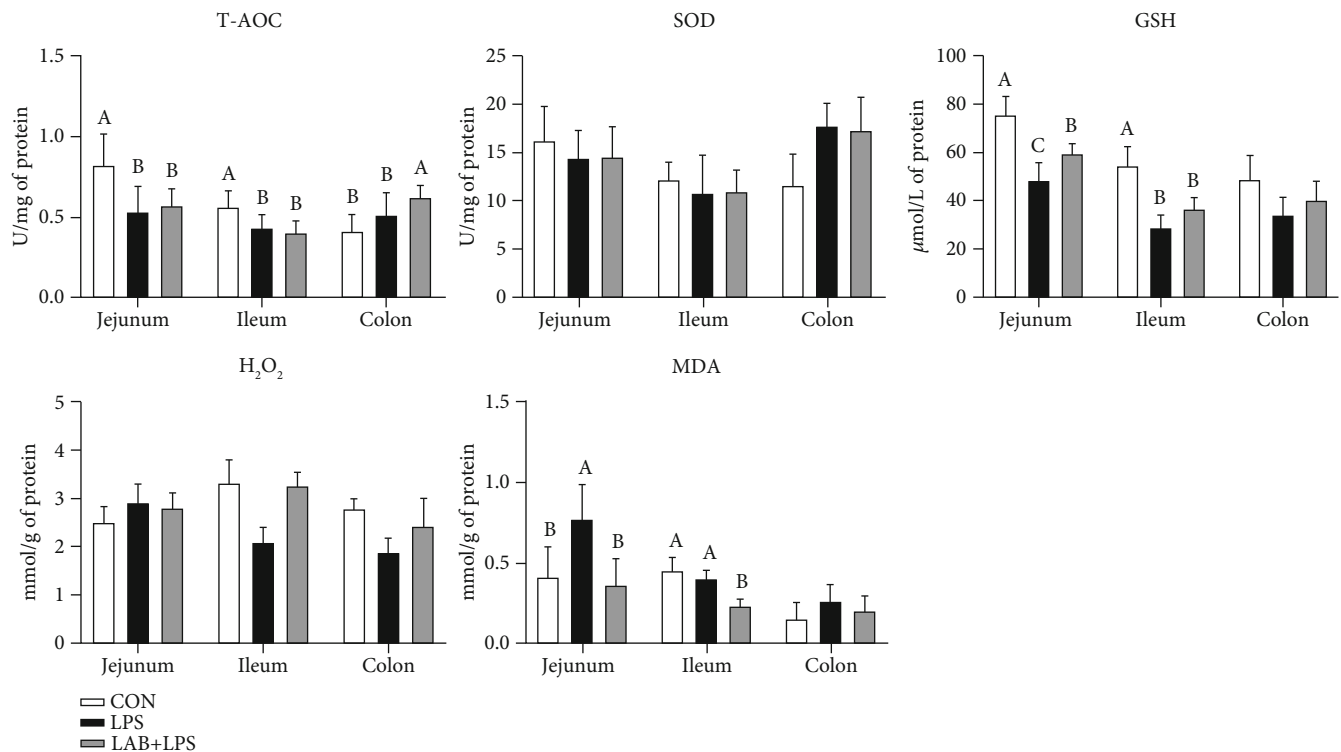 T-AOC
1.5
1.0
0.5
0.0
U/mg of protein
A
B
B
A
B
B
B
B
A
Jejunum
Ileum
Colon
SOD
25
20
15
10
5
0
U/mg of protein
Jejunum
Ileum
Colon
GSH
100
80
60
40
20
0
μmol/L of protein
A
C
B
A
B
B
Jejunum
Ileum
Colon
H₂O₂
5
4
3
2
1
0
mmol/g of protein
Jejunum
Ileum
Colon
MDA
1.5
1.0
0.5
0.0
mmol/g of protein
B
A
B
A
A
B
Jejunum
Ileum
Colon
CON
LPS
LAB+LPS